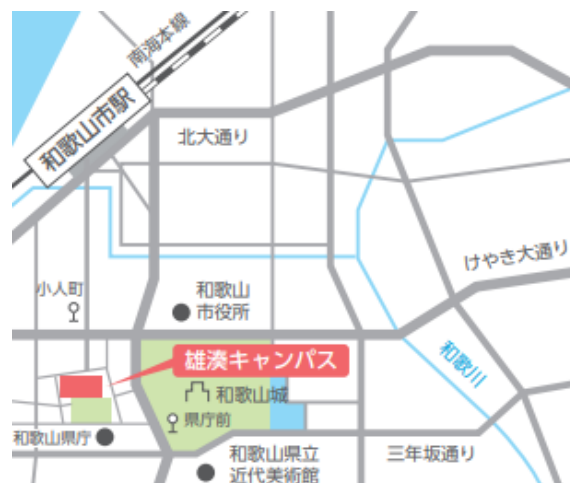 南海本線
和歌山市駅
北大通り
けやき大通り
小人町
和歌山
市役所
和歌川
雄湊キャンパス
和歌山城
県庁前
和歌山県庁
和歌山県立
近代美術館
三年坂通り